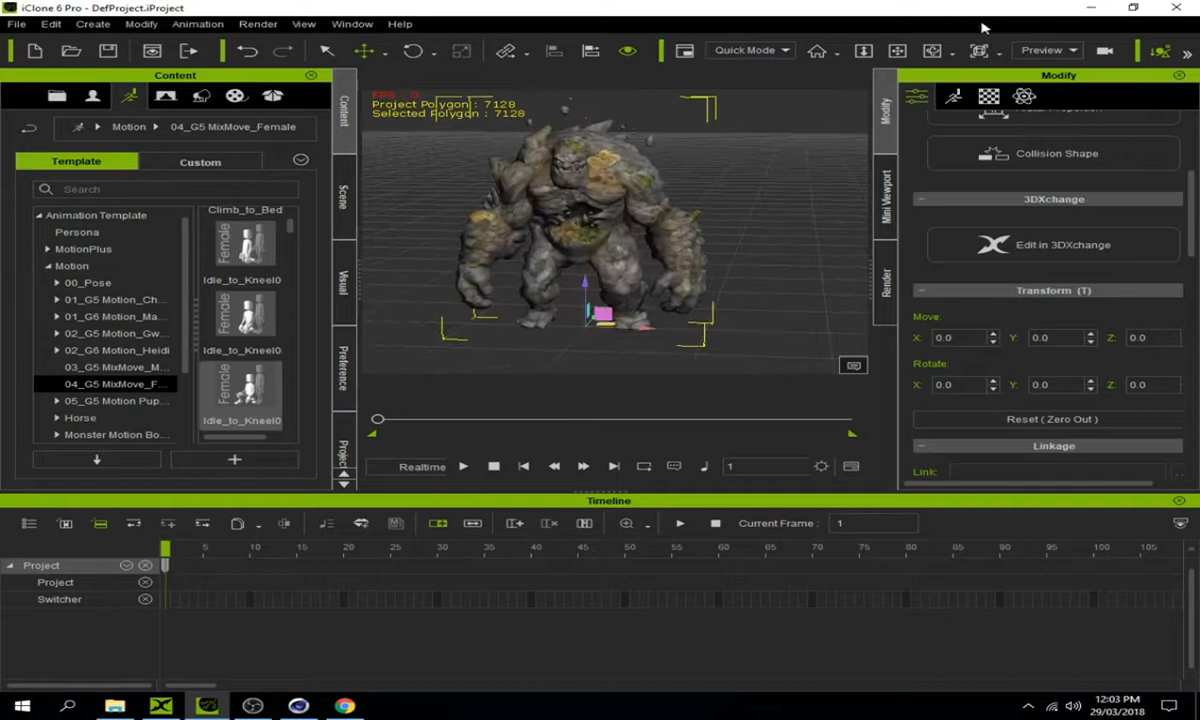 iClone 6 Pro - DefProject.iProject
File Edit Create Modify Animation Render View Window Help
Quick Mode
Preview
Content
Motion 04_G5 MixMove_Female
Template Custom
Search
Animation Template
Persona
MotionPlus
Motion
00_Pose
01_G5 Motion_Ch...
01_G6 Motion_Ma...
02_G5 Motion_Gw...
02_G6 Motion_Heidi
03_G5 MixMove_M...
04_G5 MixMove_F...
05_G5 Motion Pup...
Horse
Monster Motion Bo...
Climb_to_Bed
Female
Idle_to_Kneel0
Female
Idle_to_Kneel0
Female
Idle_to_Kneel0
Content
Scene
Visual
Preference
Project
FPS : 0
Project Polygon : 7128
Selected Polygon : 7128
Realtime
1
Modify
Mini Viewport
Render
Modify
Collision Shape
3DXchange
Edit in 3DXchange
Transform (T)
Move:
X: 0.0 Y: 0.0 Z: 0.0
Rotate:
X: 0.0 Y: 0.0 Z: 0.0
Reset ( Zero Out )
Linkage
Link:
Timeline
Current Frame : 1
5 10 15 20 25 30 35 40 45 50 55 60 65 70 75 80 85 90 95 100 105
Project
Project
Switcher
12:03 PM
29/03/2018